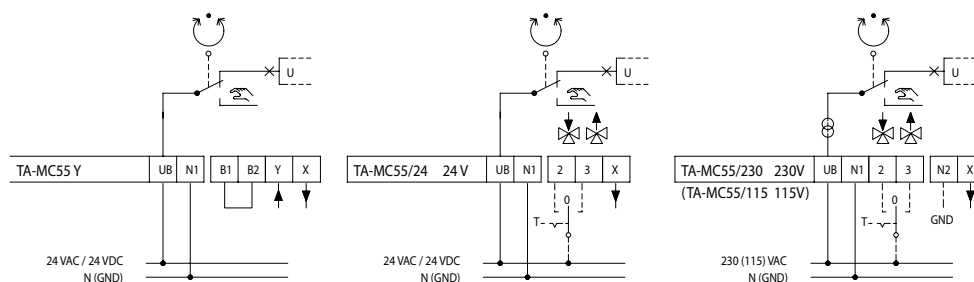 U
TA-MC55 Y UB N1 B1 B2 Y X
24 VAC / 24 VDC
N (GND)
U
TA-MC55/24 24 V UB N1 2 3 X
0
T
24 VAC / 24 VDC
N (GND)
U
TA-MC55/230 230V UB N1 2 3 N2 X
(TA-MC55/115 115V)
0
T
GND
230 (115) VAC
N (GND)